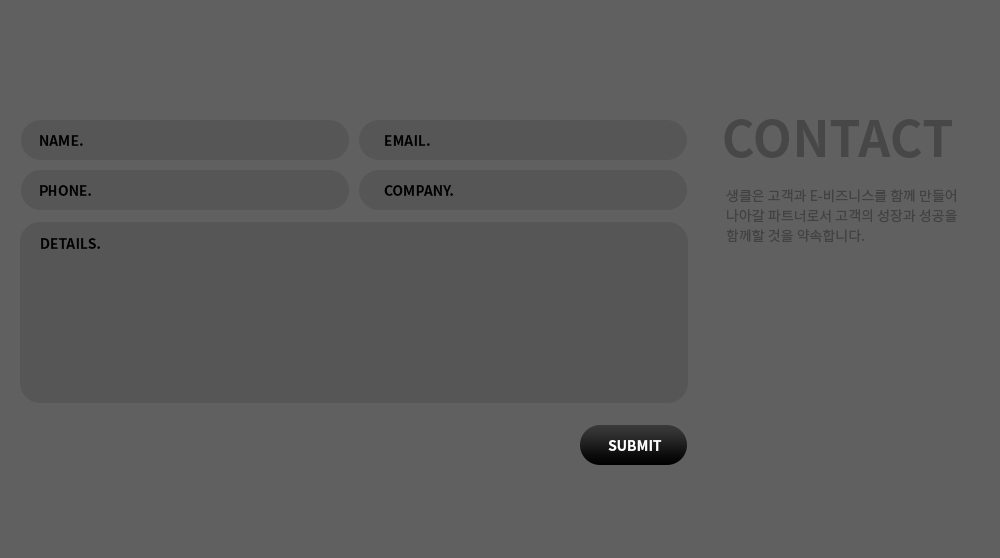 NAME.
EMAIL.
PHONE.
COMPANY.
DETAILS.
SUBMIT
CONTACT
생클은 고객과 E-비즈니스를 함께 만들어
나아갈 파트너로서 고객의 성장과 성공을
함께할 것을 약속합니다.